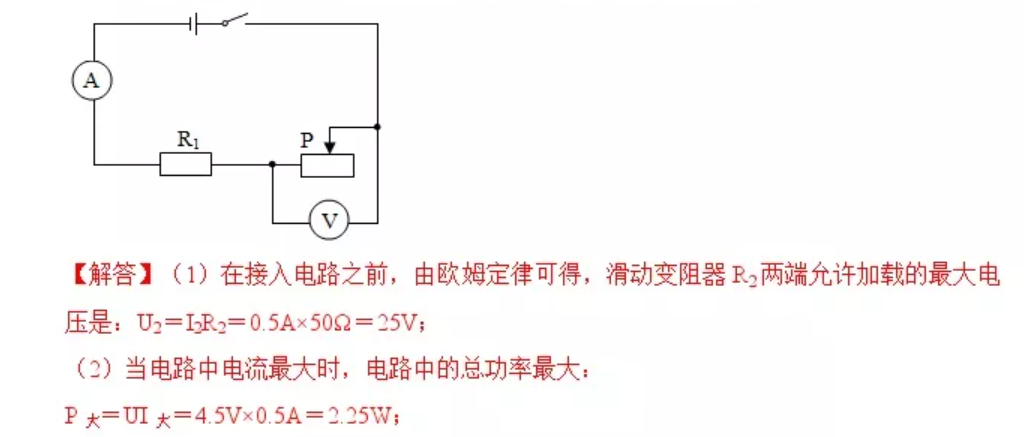 A
R₁
P
V
【解答】（1）在接入电路之前，由欧姆定律可得，滑动变阻器 R₂两端允许加载的最大电
压是：U₂＝I₂R₂＝0.5A×50Ω＝25V；
（2）当电路中电流最大时，电路中的总功率最大：
P 大＝UI 大＝4.5V×0.5A＝2.25W；